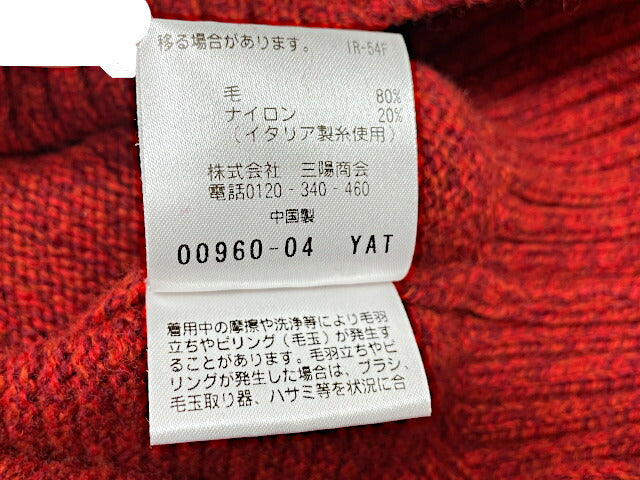 移る場合があります。 IR-54F
毛 80%
ナイロン 20%
(イタリア製糸使用)
株式会社 三陽商会
電話0120-340-460
中国製
00960-04 YAT
着用中の摩擦や洗浄等により毛羽
立ちやピリング(毛玉)が発生す
ることがあります。毛羽立ちやピ
リングが発生した場合は、ブラシ、
毛玉取り器、ハサミ等を状況に合